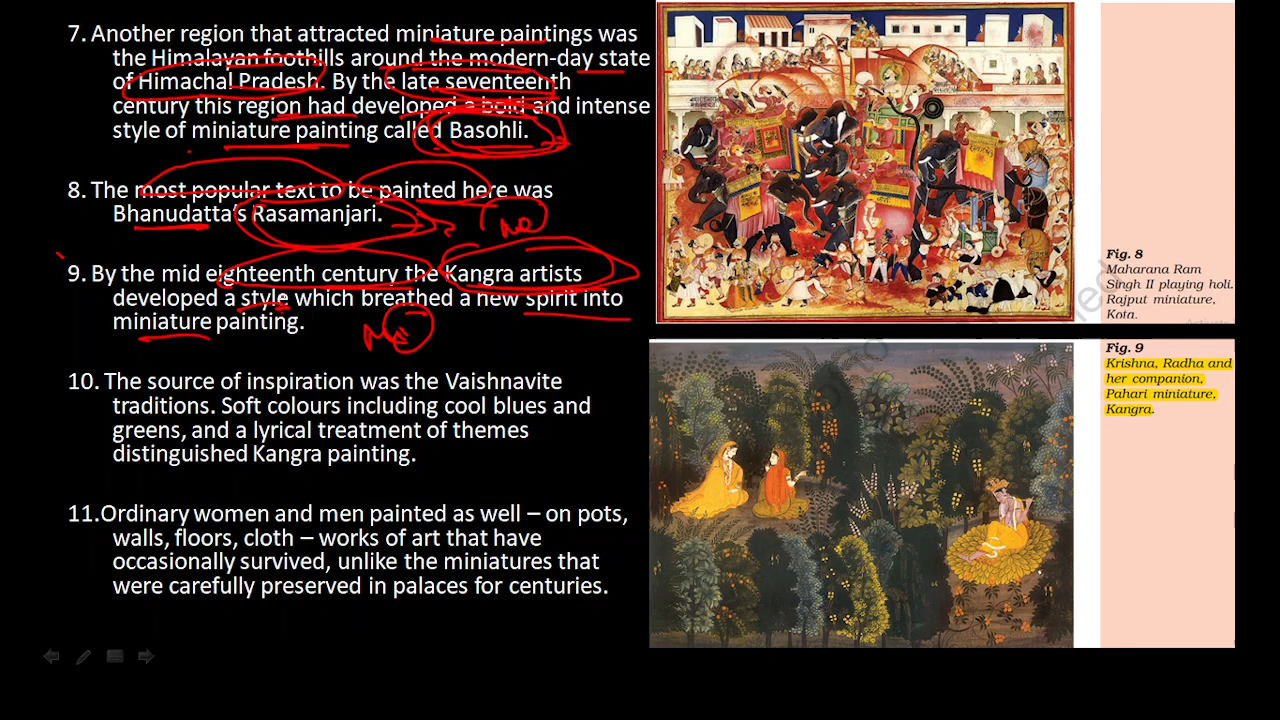 7. Another region that attracted miniature paintings was
the Himalayan foothills around the modern-day state
of Himachal Pradesh. By the late seventeenth
century this region had developed a bold and intense
style of miniature painting called Basohli.
8. The most popular text to be painted here was
Bhanudatta's Rasamanjari.
9. By the mid eighteenth century the Kangra artists
developed a style which breathed a new spirit into
miniature painting.
10. The source of inspiration was the Vaishnavite
traditions. Soft colours including cool blues and
greens, and a lyrical treatment of themes
distinguished Kangra painting.
11.Ordinary women and men painted as well – on pots,
walls, floors, cloth – works of art that have
occasionally survived, unlike the miniatures that
were carefully preserved in palaces for centuries.
Fig. 8
Maharana Ram
Singh II playing holi.
Rajput miniature,
Kota.
Fig. 9
Krishna, Radha and
her companion,
Pahari miniature,
Kangra.